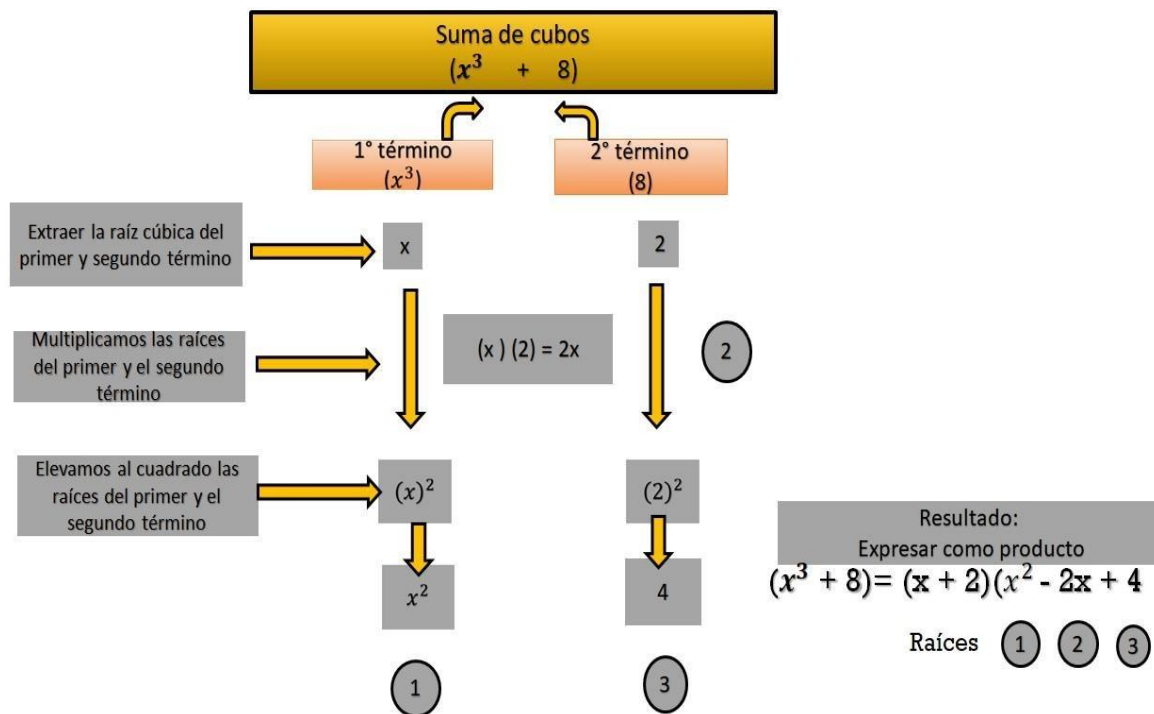 Suma de cubos
(x³ + 8)
1° término
(x³)
2° término
(8)
Extraer la raíz cúbica del
primer y segundo término
x
2
Multiplicamos las raíces
del primer y el segundo
término
(x ) (2) = 2x
2
Elevamos al cuadrado las
raíces del primer y el
segundo término
(x)²
(2)²
x²
4
1
3
Resultado:
Expresar como producto
(x³ + 8)= (x + 2)(x² - 2x + 4
Raíces 1 2 3